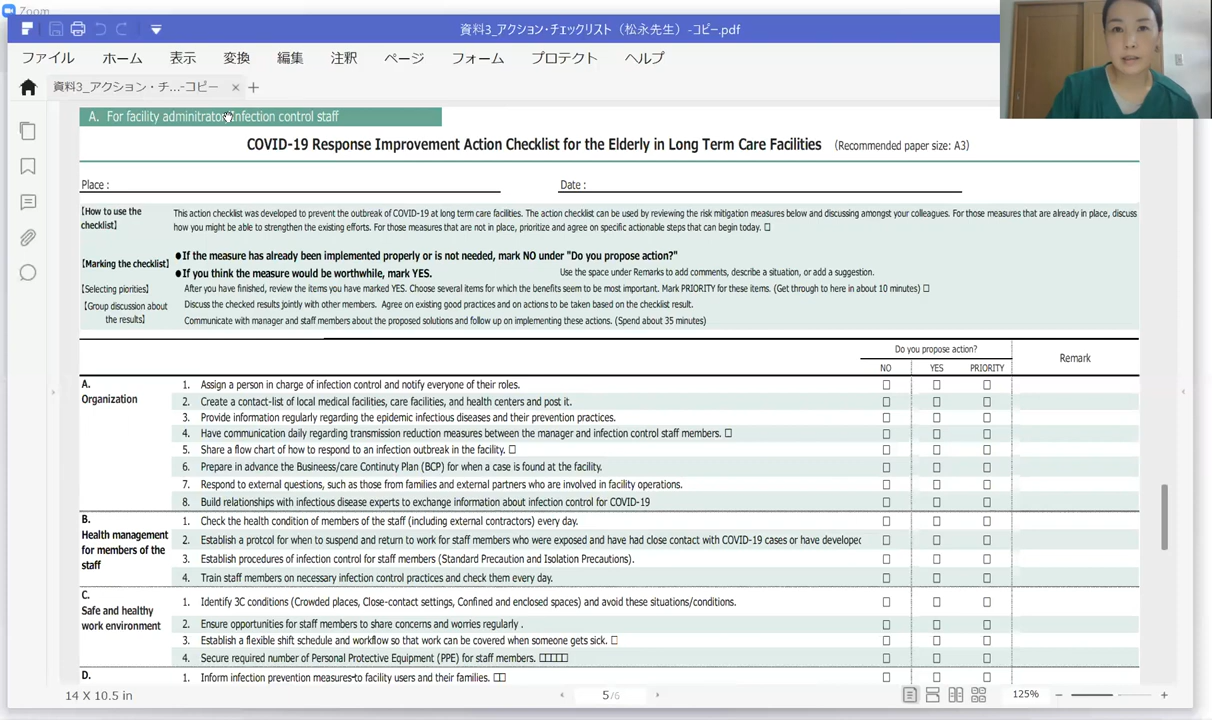 Zoom
資料3_アクション・チェックリスト（松永先生）-コピー.pdf
ファイル ホーム 表示 変換 編集 注釈 ページ フォーム プロテクト ヘルプ
資料3_アクション・チ...-コピー
A. For facility adminitrator Infection control staff
COVID-19 Response Improvement Action Checklist for the Elderly in Long Term Care Facilities (Recommended paper size: A3)
Place : Date :
【How to use the checklist】 This action checklist was developed to prevent the outbreak of COVID-19 at long term care facilities. The action checklist can be used by reviewing the risk mitigation measures below and discussing amongst your colleagues. For those measures that are already in place, discuss
how you might be able to strengthen the existing efforts. For those measures that are not in place, prioritize and agree on specific actionable steps that can begin today. □
【Marking the checklist】 ●If the measure has already been implemented properly or is not needed, mark NO under "Do you propose action?"
●If you think the measure would be worthwhile, mark YES. Use the space under Remarks to add comments, describe a situation, or add a suggestion.
【Selecting piorities】 After you have finished, review the items you have marked YES. Choose several items for which the benefits seem to be most important. Mark PRIORITY for these items. (Get through to here in about 10 minutes) □
【Group discussion about the results】 Discuss the checked results jointly with other members. Agree on existing good practices and on actions to be taken based on the checklist result.
Communicate with manager and staff members about the proposed solutions and follow up on implementing these actions. (Spend about 35 minutes)
Do you propose action?
NO YES PRIORITY Remark
A. Organization
1. Assign a person in charge of infection control and notify everyone of their roles. □ □ □
2. Create a contact-list of local medical facilities, care facilities, and health centers and post it. □ □ □
3. Provide information regularly regarding the epidemic infectious diseases and their prevention practices. □ □ □
4. Have communication daily regarding transmission reduction measures between the manager and infection control staff members. □ □ □ □
5. Share a flow chart of how to respond to an infection outbreak in the facility. □ □ □ □
6. Prepare in advance the Busineess/care Continuty Plan (BCP) for when a case is found at the facility. □ □ □
7. Respond to external questions, such as those from families and external partners who are involved in facility operations. □ □ □
8. Build relationships with infectious disease experts to exchange information about infection control for COVID-19 □ □ □
B. Health management for members of the staff
1. Check the health condition of members of the staff (including external contractors) every day. □ □ □
2. Establish a protcol for when to suspend and return to work for staff members who were exposed and have had close contact with COVID-19 cases or have developed □ □ □
3. Establish procedures of infection control for staff members (Standard Precaution and Isolation Precautions). □ □ □
4. Train staff members on necessary infection control practices and check them every day. □ □ □
C. Safe and healthy work environment
1. Identify 3C conditions (Crowded places, Close-contact settings, Confined and enclosed spaces) and avoid these situations/conditions. □ □ □
2. Ensure opportunities for staff members to share concerns and worries regularly . □ □ □
3. Establish a flexible shift schedule and workflow so that work can be covered when someone gets sick. □ □ □ □
4. Secure required number of Personal Protective Equipment (PPE) for staff members. □□□□□ □ □ □
D.
1. Inform infection prevention measures to facility users and their families. □□ □ □ □
14 X 10.5 in 5/6 125%